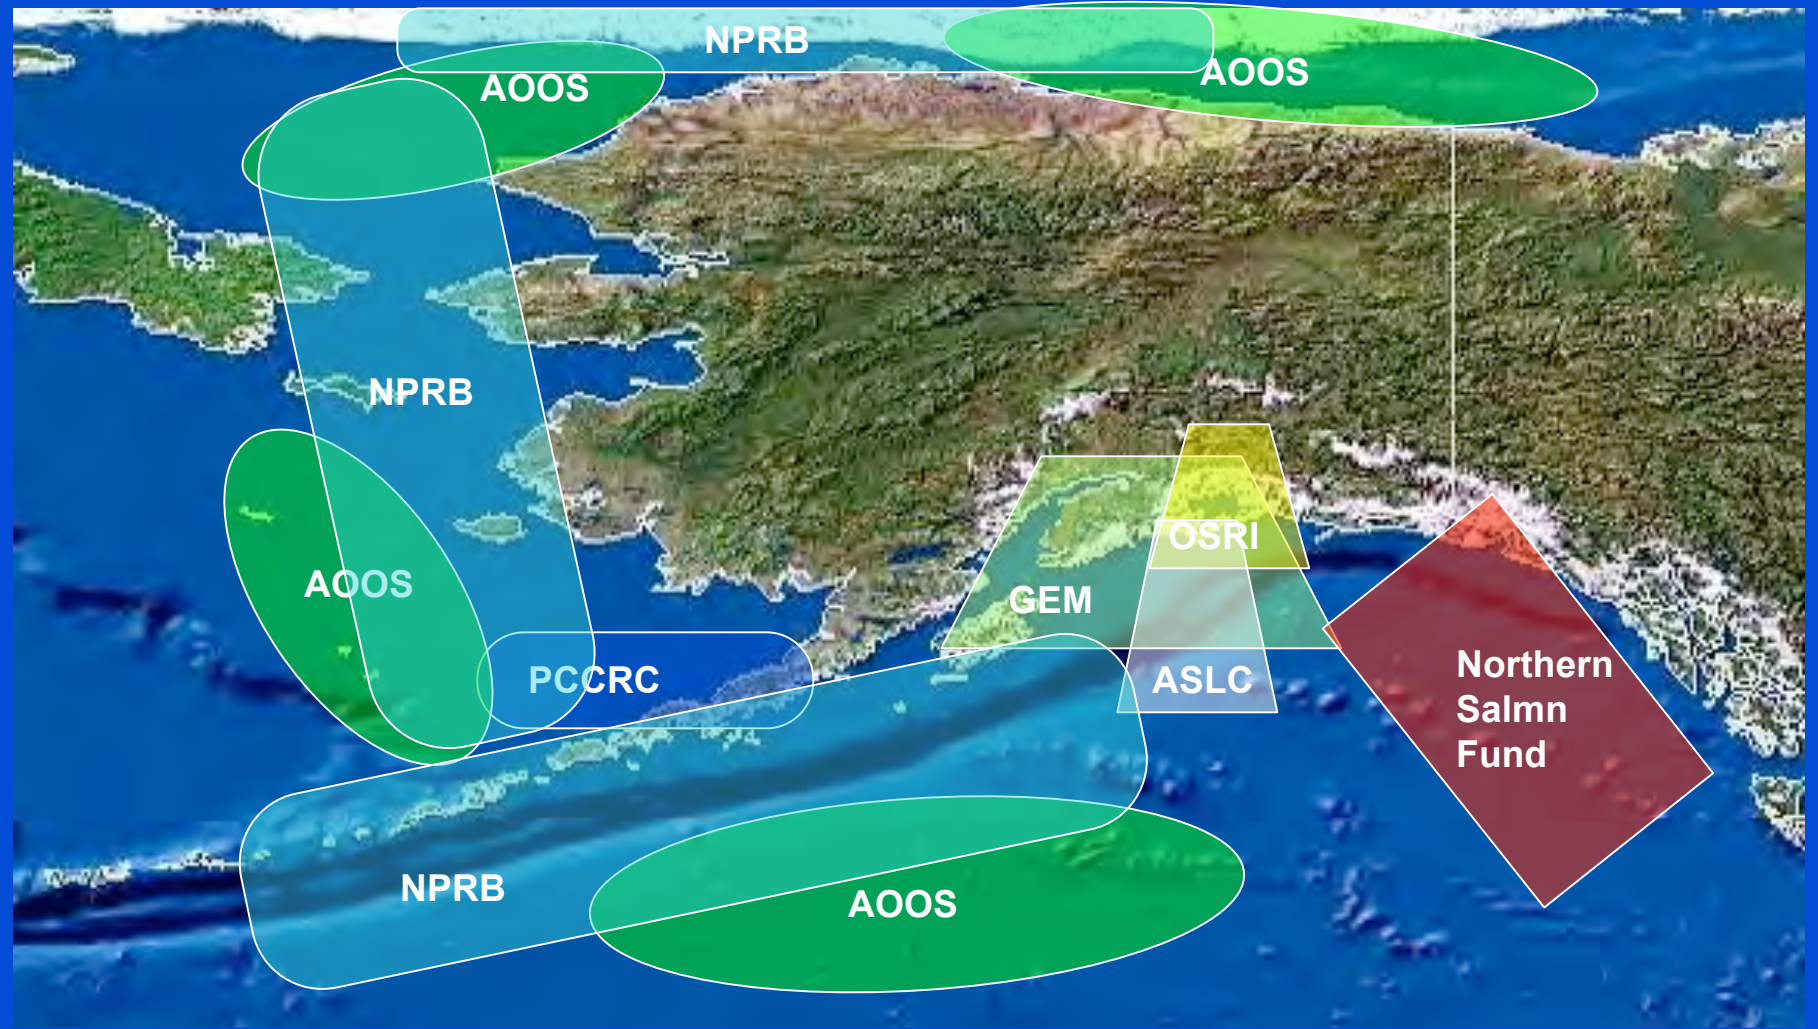 NPRB
AOOS
AOOS
NPRB
OSRI
AOOS
GEM
PCCRC
ASLC
Northern
Salmn
Fund
NPRB
AOOS